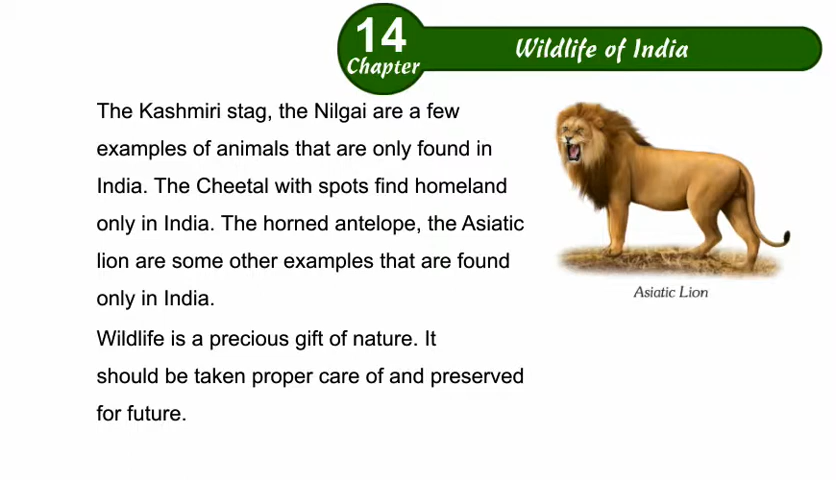 14
Chapter
Wildlife of India
The Kashmiri stag, the Nilgai are a few
examples of animals that are only found in
India. The Cheetal with spots find homeland
only in India. The horned antelope, the Asiatic
lion are some other examples that are found
only in India.
Wildlife is a precious gift of nature. It
should be taken proper care of and preserved
for future.
Asiatic Lion